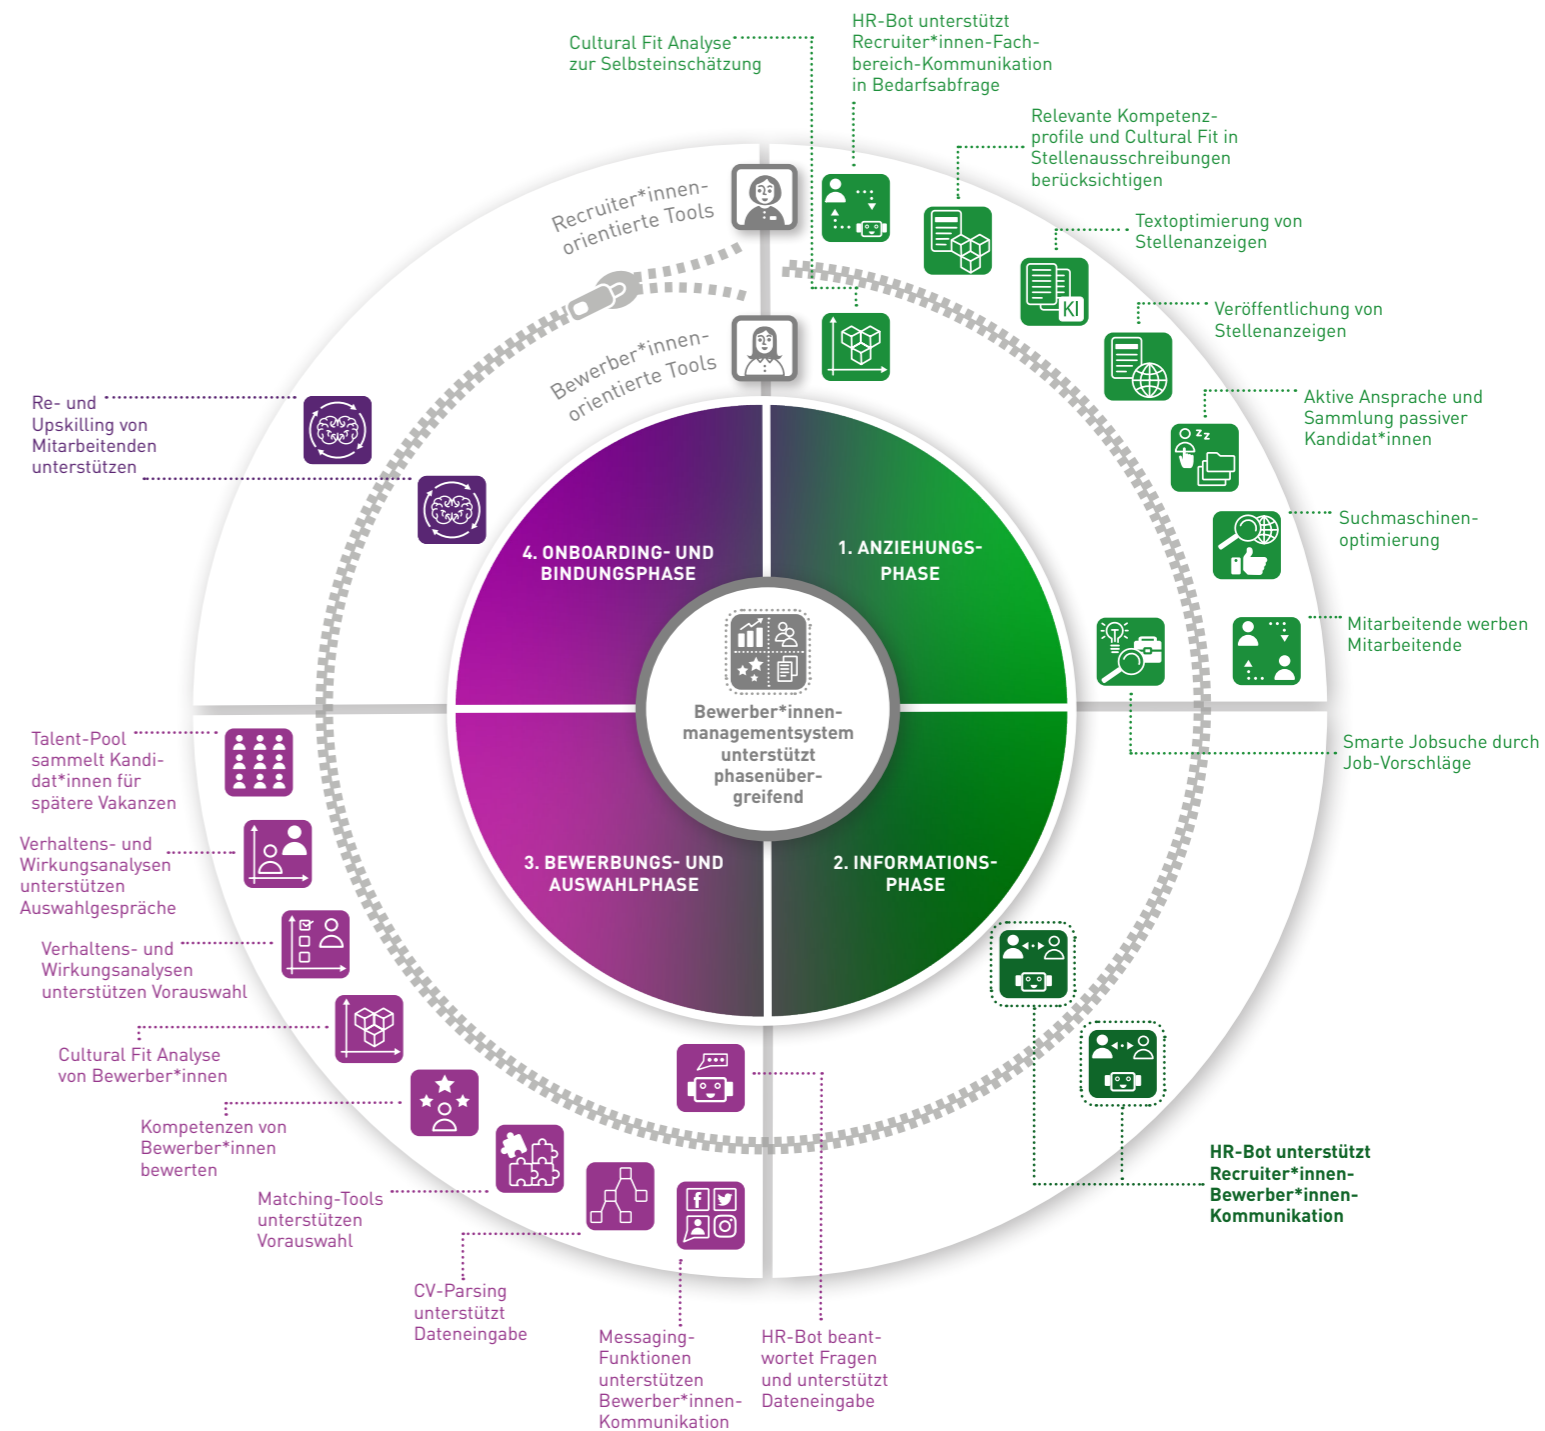 Cultural Fit Analyse
zur Selbsteinschätzung
HR-Bot unterstützt
Recruiter*innen-Fach-
bereich-Kommunikation
in Bedarfsabfrage
Relevante Kompetenz-
profile und Cultural Fit in
Stellenausschreibungen
berücksichtigen
Textoptimierung von
Stellenanzeigen
KI
Veröffentlichung von
Stellenanzeigen
Aktive Ansprache und
Sammlung passiver
Kandidat*innen
z z
Suchmaschinen-
optimierung
Mitarbeitende werben
Mitarbeitende
Smarte Jobsuche durch
Job-Vorschläge
Recruiter*innen-
orientierte Tools
Bewerber*innen-
orientierte Tools
Re- und
Upskilling von
Mitarbeitenden
unterstützen
4. ONBOARDING- UND
BINDUNGSPHASE
1. ANZIEHUNGS-
PHASE
Bewerber*innen-
managementsystem
unterstützt
phasenüber-
greifend
3. BEWERBUNGS- UND
AUSWAHLPHASE
2. INFORMATIONS-
PHASE
Talent-Pool
sammelt Kandi-
dat*innen für
spätere Vakanzen
Verhaltens- und
Wirkungsanalysen
unterstützen
Auswahlgespräche
Verhaltens- und
Wirkungsanalysen
unterstützen Vorauswahl
Cultural Fit Analyse
von Bewerber*innen
Kompetenzen von
Bewerber*innen
bewerten
Matching-Tools
unterstützen
Vorauswahl
CV-Parsing
unterstützt
Dateneingabe
Messaging-
Funktionen
unterstützen
Bewerber*innen-
Kommunikation
HR-Bot beant-
wortet Fragen
und unterstützt
Dateneingabe
HR-Bot unterstützt
Recruiter*innen-
Bewerber*innen-
Kommunikation